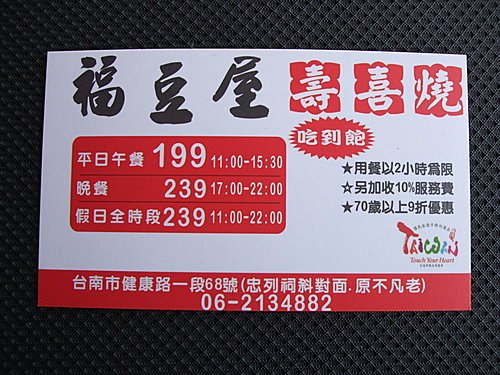 福豆屋 壽喜燒
吃到飽
平日午餐 199 11:00-15:30
晚餐 239 17:00-22:00
假日全時段 239 11:00-22:00
★用餐以2小時為限
★另加收10%服務費
★70歲以上9折優惠
TAIWAN
Touch Your Heart
台南市健康路一段68號(忠列祠斜對面.原不凡老)
06-2134882